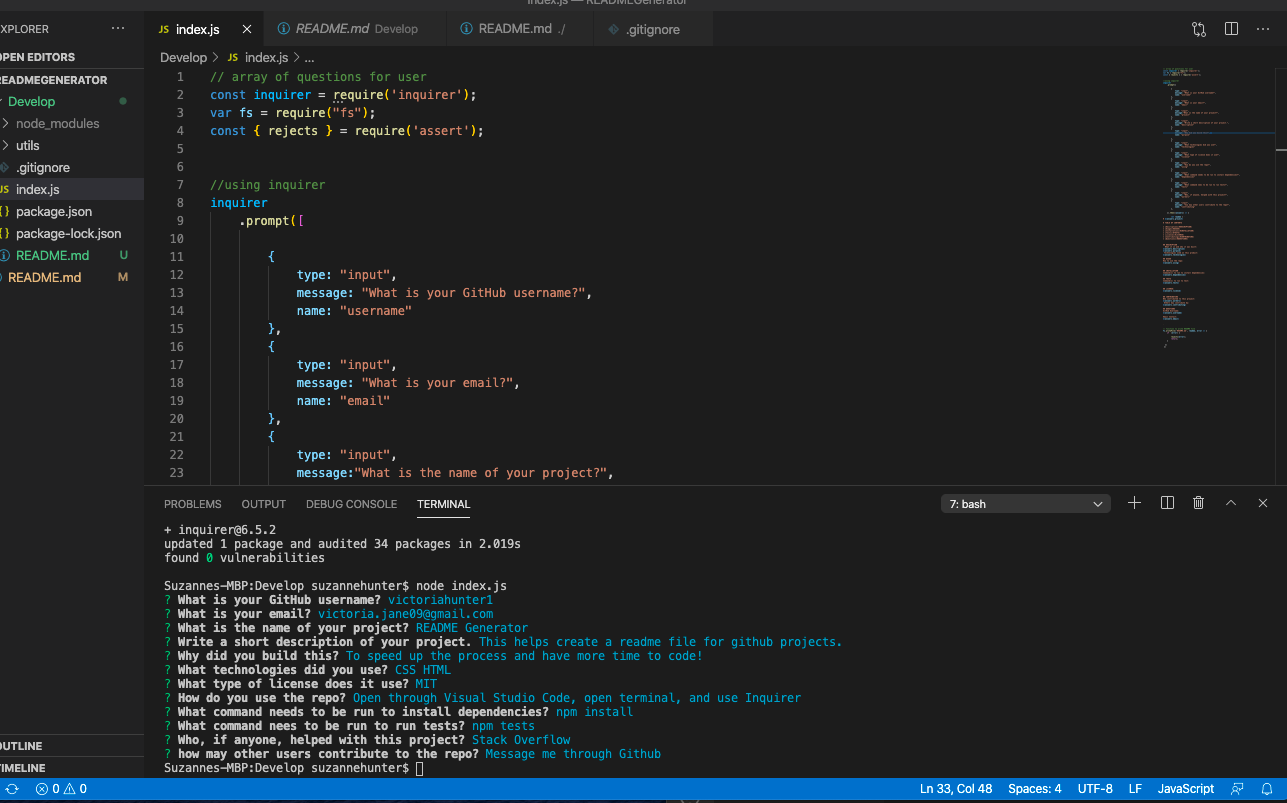 index.js — READMEGenerator
XPLORER
OPEN EDITORS
READMEGENERATOR
Develop
node_modules
utils
.gitignore
JS index.js
{} package.json
{} package-lock.json
README.md U
README.md M
OUTLINE
TIMELINE
JS index.js
README.md Develop
README.md ./
.gitignore
Develop > JS index.js > ...
1 // array of questions for user
2 const inquirer = require('inquirer');
3 var fs = require("fs");
4 const { rejects } = require('assert');
5
6
7 //using inquirer
8 inquirer
9 .prompt([
10
11 {
12 type: "input",
13 message: "What is your GitHub username?",
14 name: "username"
15 },
16 {
17 type: "input",
18 message: "What is your email?",
19 name: "email"
20 },
21 {
22 type: "input",
23 message:"What is the name of your project?",
PROBLEMS OUTPUT DEBUG CONSOLE TERMINAL
7: bash
+ inquirer@6.5.2
updated 1 package and audited 34 packages in 2.019s
found 0 vulnerabilities
Suzannes-MBP:Develop suzannehunter$ node index.js
? What is your GitHub username? victoriahunter1
? What is your email? victoria.jane09@gmail.com
? What is the name of your project? README Generator
? Write a short description of your project. This helps create a readme file for github projects.
? Why did you build this? To speed up the process and have more time to code!
? What technologies did you use? CSS HTML
? What type of license does it use? MIT
? How do you use the repo? Open through Visual Studio Code, open terminal, and use Inquirer
? What command needs to be run to install dependencies? npm install
? What command nees to be run to run tests? npm tests
? Who, if anyone, helped with this project? Stack Overflow
? how may other users contribute to the repo? Message me through Github
Suzannes-MBP:Develop suzannehunter$
0 0
Ln 33, Col 48 Spaces: 4 UTF-8 LF JavaScript